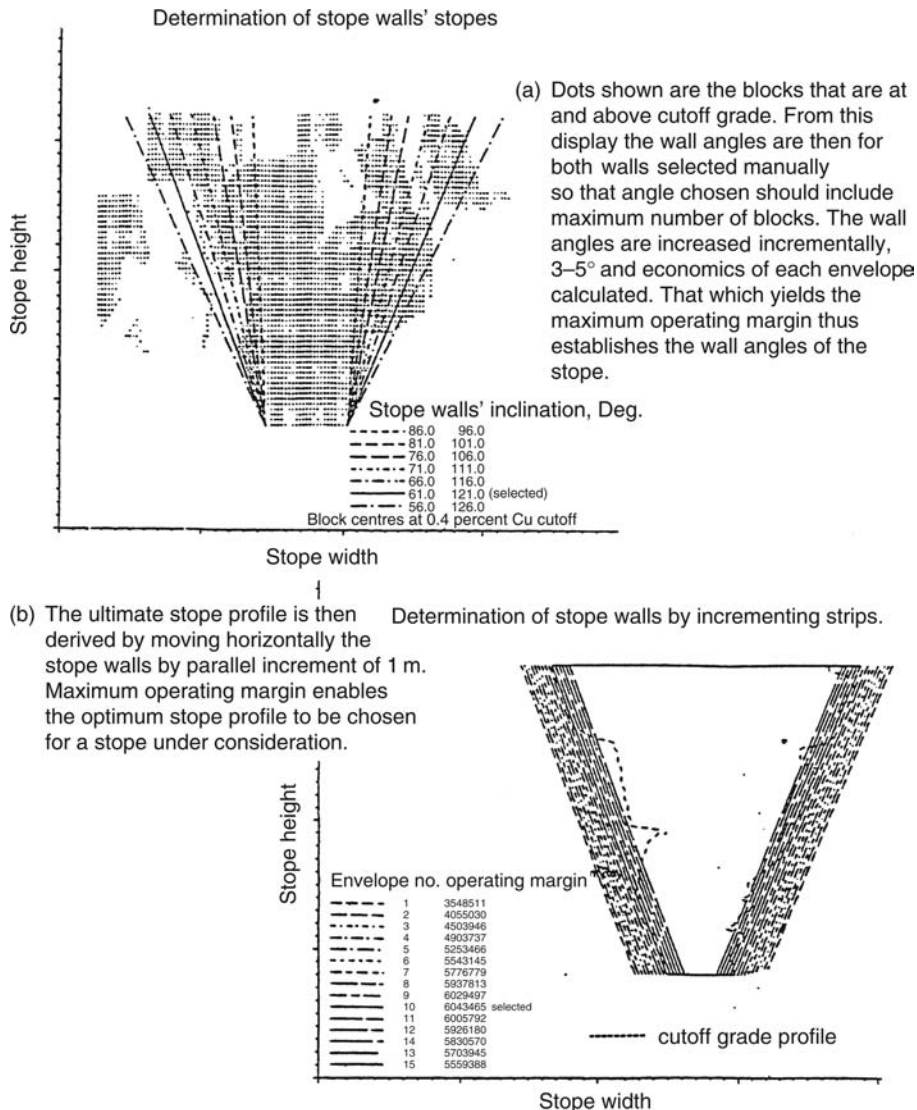 Determination of stope walls' stopes
(a) Dots shown are the blocks that are at
and above cutoff grade. From this
display the wall angles are then for
both walls selected manually
so that angle chosen should include
maximum number of blocks. The wall
angles are increased incrementally,
3–5° and economics of each envelope
calculated. That which yields the
maximum operating margin thus
establishes the wall angles of the
stope.
Stope height
Stope walls' inclination, Deg.
86.0 96.0
81.0 101.0
76.0 106.0
71.0 111.0
66.0 116.0
61.0 121.0 (selected)
56.0 126.0
Block centres at 0.4 percent Cu cutoff
Stope width
(b) The ultimate stope profile is then
derived by moving horizontally the
stope walls by parallel increment of 1 m.
Maximum operating margin enables
the optimum stope profile to be chosen
for a stope under consideration.
Determination of stope walls by incrementing strips.
Stope height
Envelope no. operating margin
1 3548511
2 4055030
3 4503946
4 4903737
5 5253466
6 5543145
7 5776779
8 5937813
9 6029497
10 6043465 selected
11 6005792
12 5926180
14 5830570
13 5703945
15 5559388
cutoff grade profile
Stope width